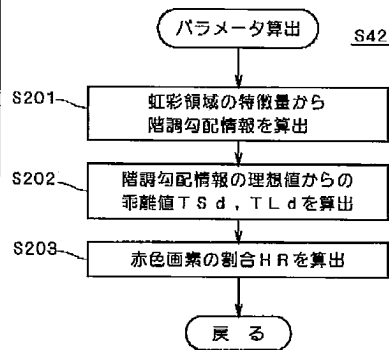 パラメータ算出
S42
S201
虹彩領域の特徴量から
階調勾配情報を算出
S202
階調勾配情報の理想値からの
乖離値TSd,TLdを算出
S203
赤色画素の割合HRを算出
戻る